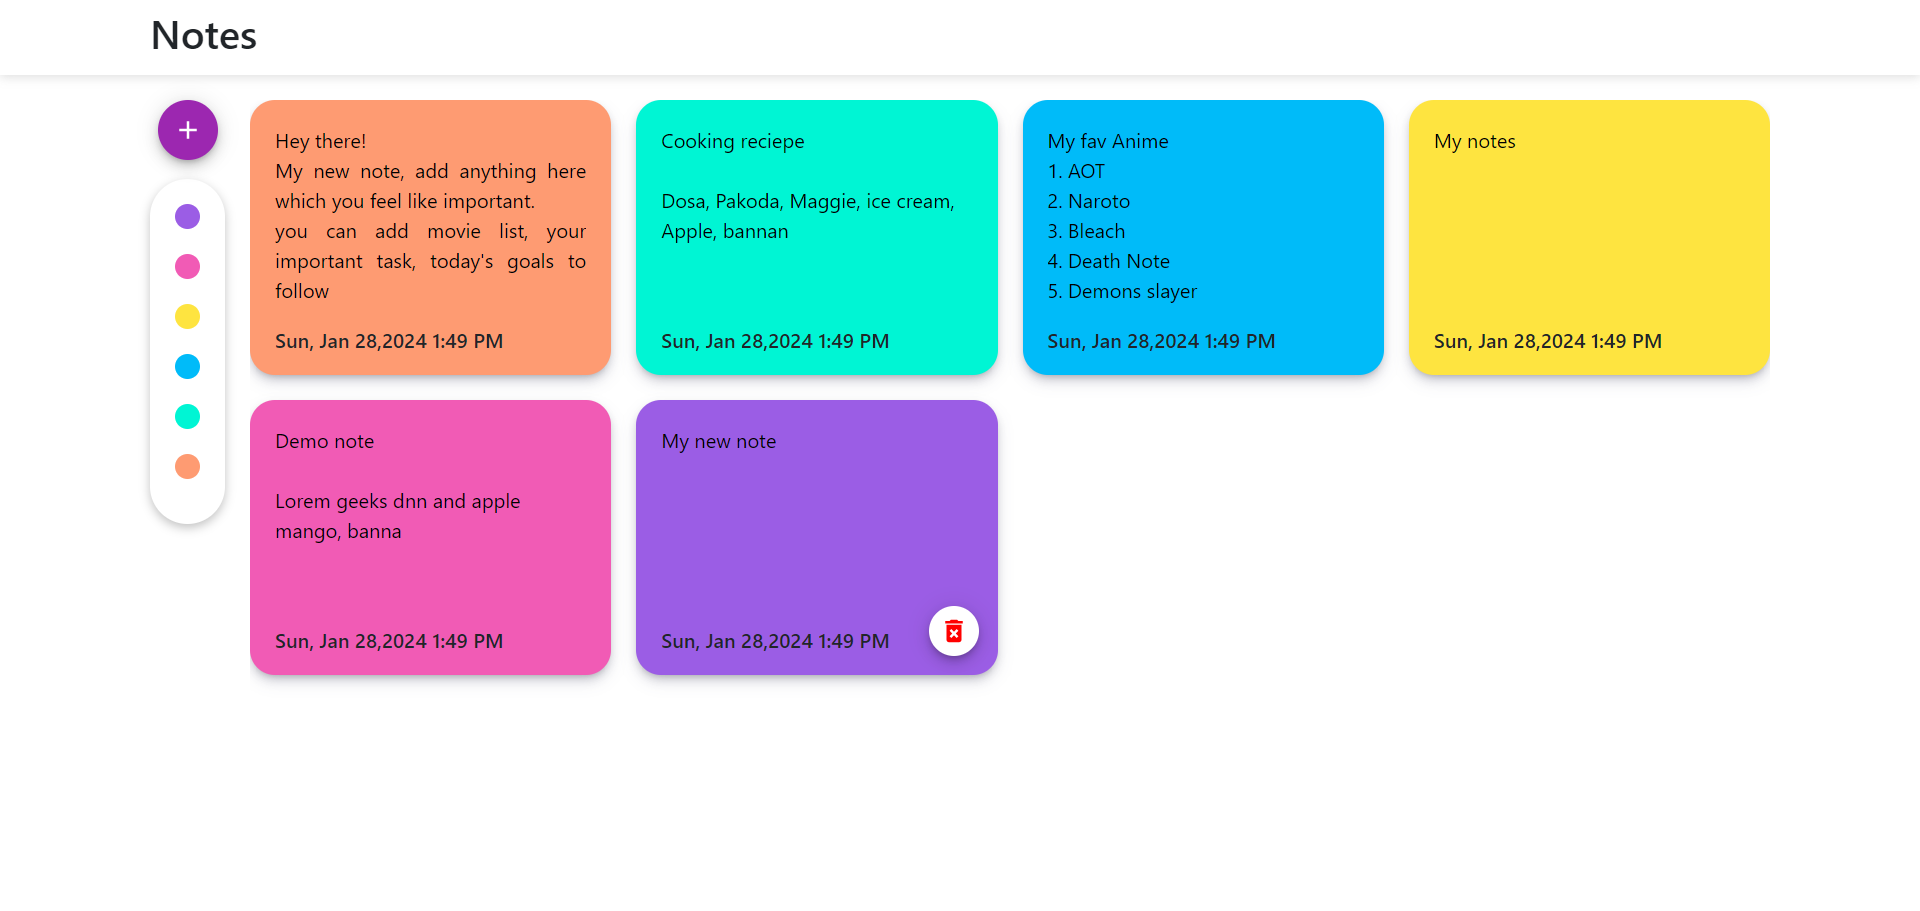 Notes
Hey there!
My new note, add anything here
which you feel like important.
you can add movie list, your
important task, today's goals to
follow
Sun, Jan 28,2024 1:49 PM
Cooking reciepe
Dosa, Pakoda, Maggie, ice cream,
Apple, bannan
Sun, Jan 28,2024 1:49 PM
My fav Anime
1. AOT
2. Naroto
3. Bleach
4. Death Note
5. Demons slayer
Sun, Jan 28,2024 1:49 PM
My notes
Sun, Jan 28,2024 1:49 PM
Demo note
Lorem geeks dnn and apple
mango, banna
Sun, Jan 28,2024 1:49 PM
My new note
Sun, Jan 28,2024 1:49 PM